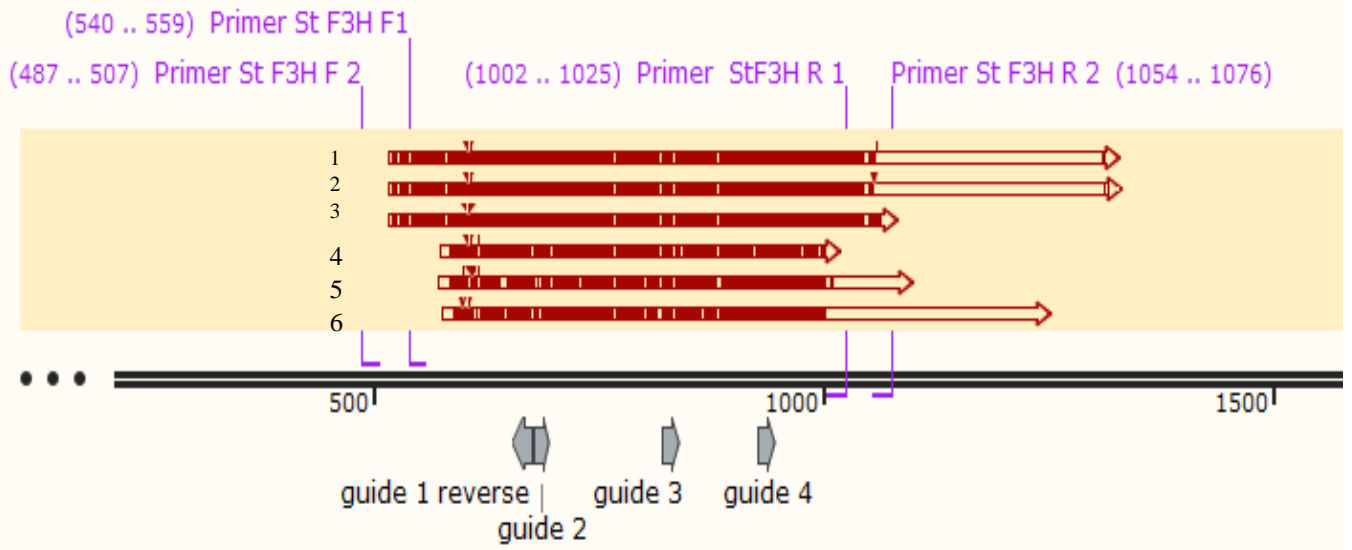 (540 .. 559) Primer St F3H F1
(487 .. 507) Primer St F3H F 2
(1002 .. 1025) Primer StF3H R 1
Primer St F3H R 2 (1054 .. 1076)
1
2
3
4
5
6
500
1000
1500
guide 1 reverse
guide 2
guide 3
guide 4